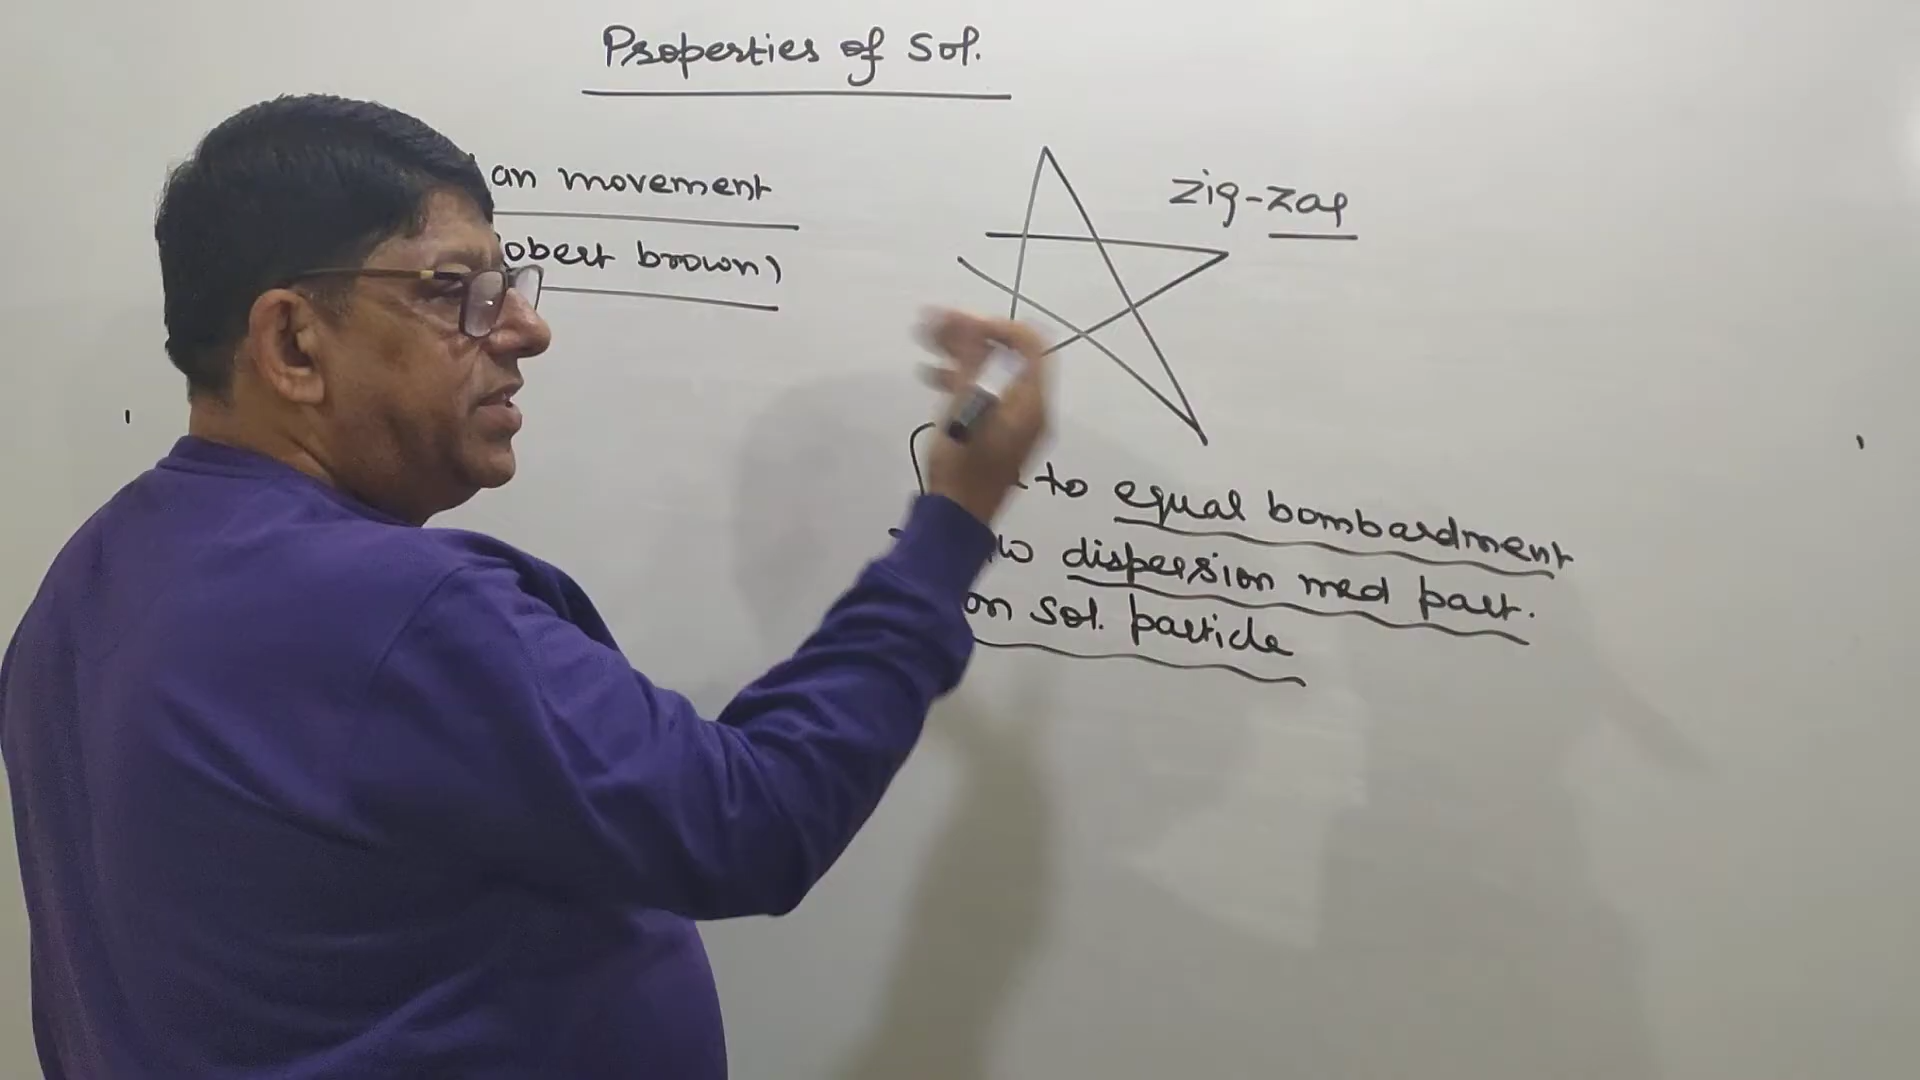 Properties of Sol.
an movement
obert brown)
zig-zag
to equal bombardment
dispersion med part.
on sol. particle